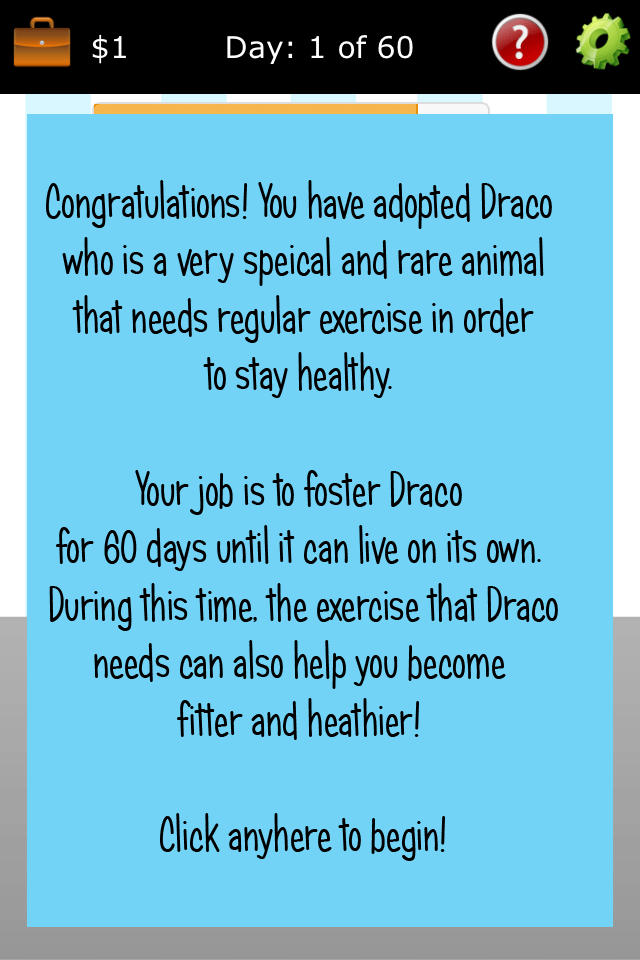 $1 Day: 1 of 60 ?
Congratulations! You have adopted Draco
who is a very speical and rare animal
that needs regular exercise in order
to stay healthy.
Your job is to foster Draco
for 60 days until it can live on its own.
During this time, the exercise that Draco
needs can also help you become
fitter and heathier!
Click anyhere to begin!